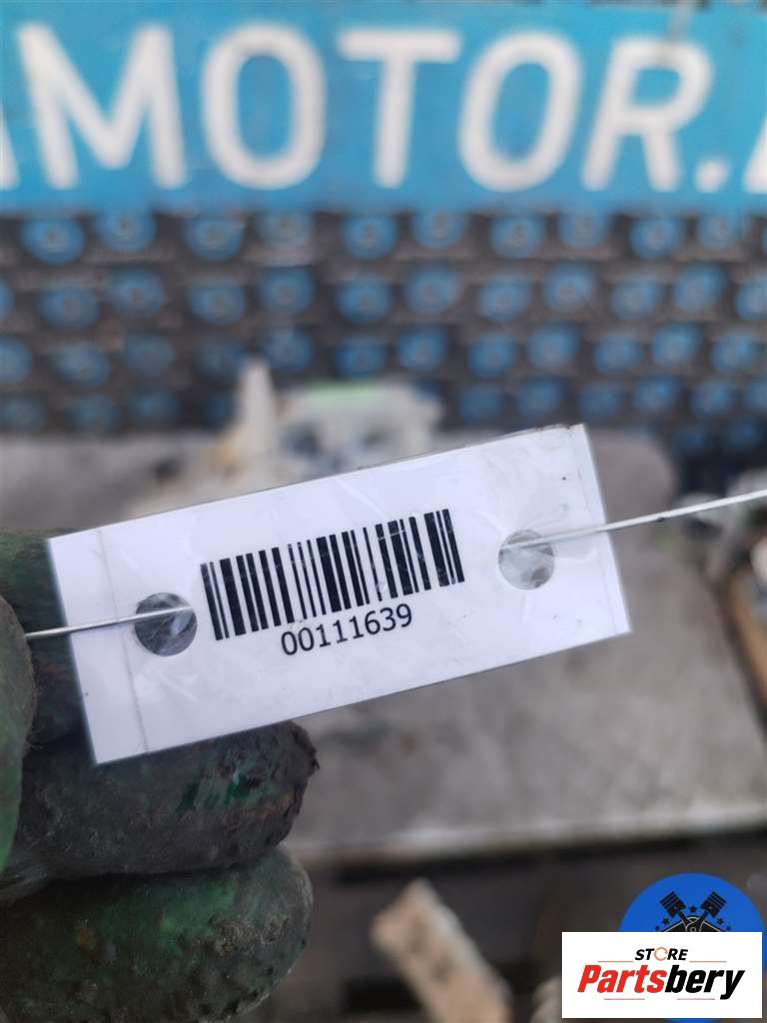 MOTOR.
00111639
STORE
Partsbery